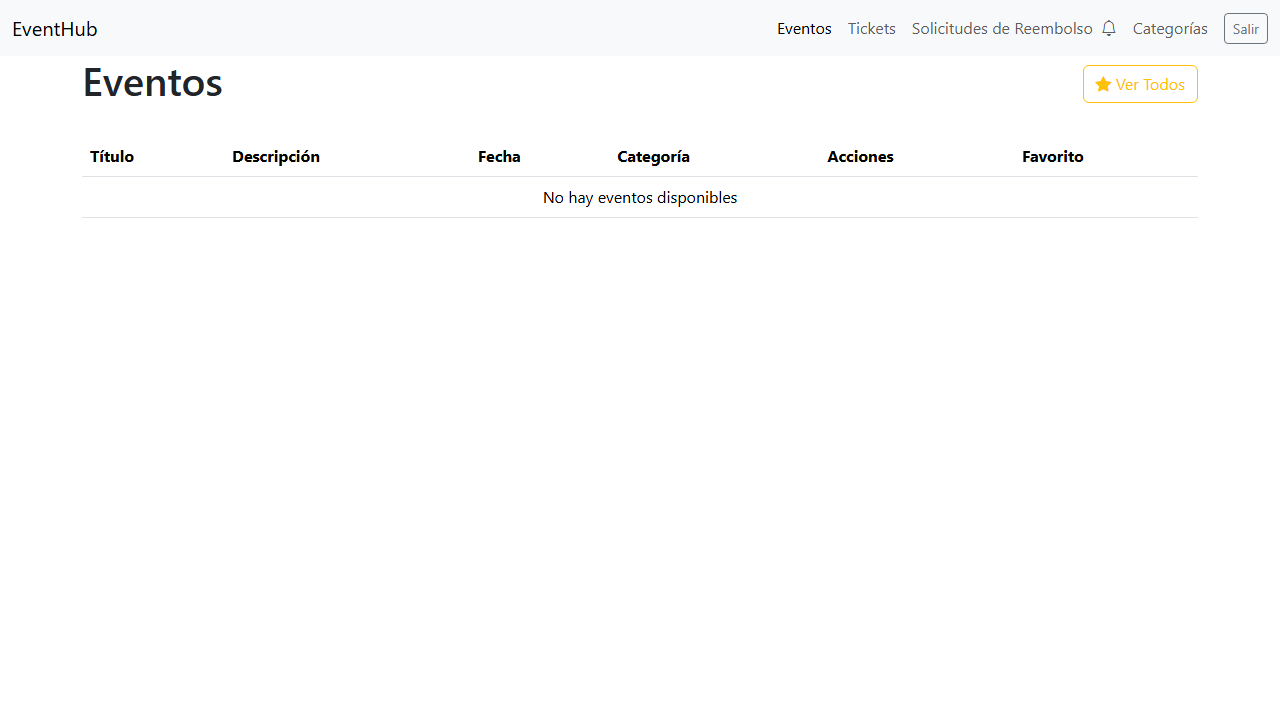 EventHub Eventos Tickets Solicitudes de Reembolso Categorías Salir
Eventos Ver Todos
Título Descripción Fecha Categoría Acciones Favorito
No hay eventos disponibles